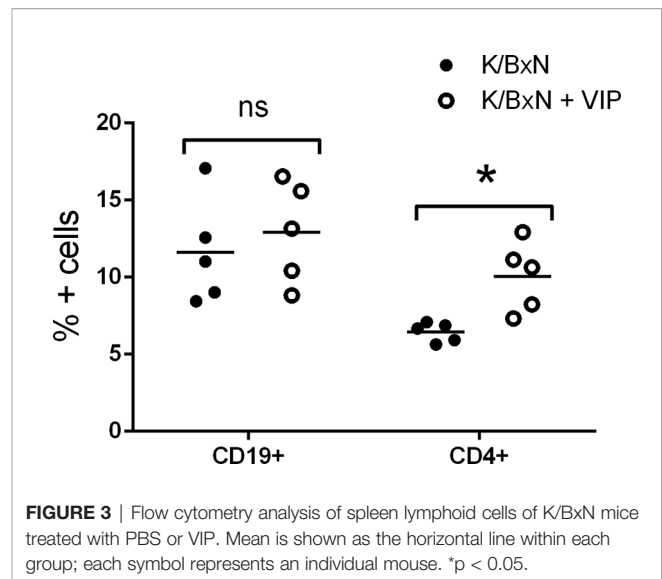 K/BxN
K/BxN + VIP
ns
*
20
15
10
5
0
% + cells
CD19+
CD4+
FIGURE 3 | Flow cytometry analysis of spleen lymphoid cells of K/BxN mice
treated with PBS or VIP. Mean is shown as the horizontal line within each
group; each symbol represents an individual mouse. *p < 0.05.